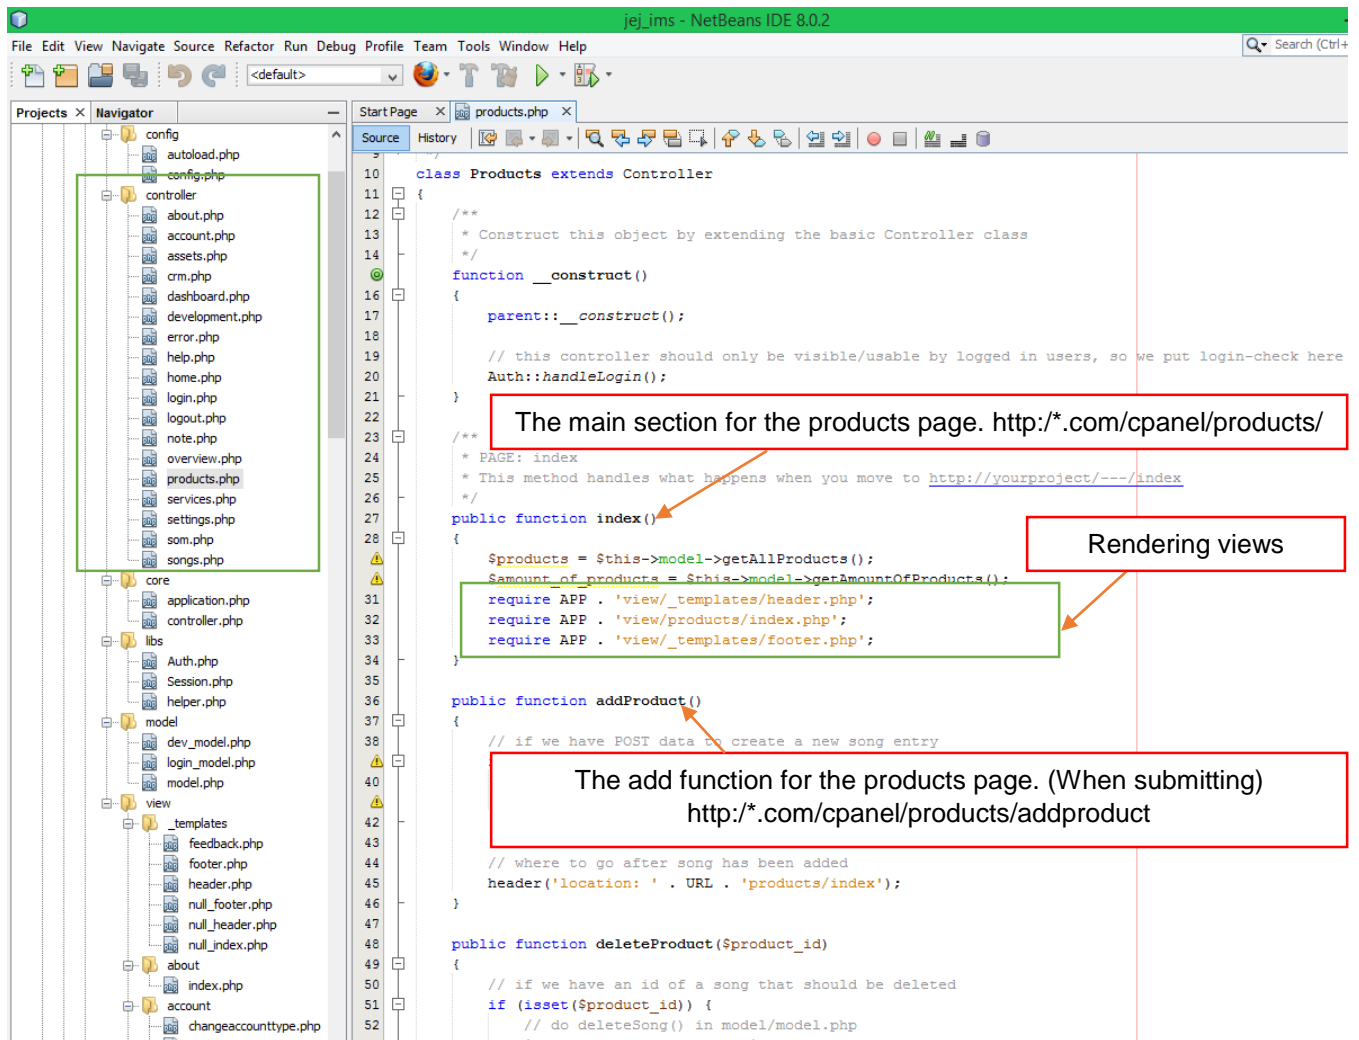 jej_ims - NetBeans IDE 8.0.2
File Edit View Navigate Source Refactor Run Debug Profile Team Tools Window Help
Search (Ctrl+
<default>
Projects Navigator
Start Page products.php
Source History
config
autoload.php
config.php
controller
about.php
account.php
assets.php
crm.php
dashboard.php
development.php
error.php
help.php
home.php
login.php
logout.php
note.php
overview.php
products.php
services.php
settings.php
som.php
songs.php
core
application.php
controller.php
libs
Auth.php
Session.php
helper.php
model
dev_model.php
login_model.php
model.php
view
_templates
feedback.php
footer.php
header.php
null_footer.php
null_header.php
null_index.php
about
index.php
account
changeaccounttype.php
9 */
10 class Products extends Controller
11 {
12 /**
13 * Construct this object by extending the basic Controller class
14 */
function __construct()
16 {
17 parent::__construct();
18
19 // this controller should only be visible/usable by logged in users, so we put login-check here
20 Auth::handleLogin();
21 }
22
The main section for the products page. http:/*.com/cpanel/products/
23 /**
24 * PAGE: index
25 * This method handles what happens when you move to http://yourproject/---/index
26 */
27 public function index()
28 {
Rendering views
$products = $this->model->getAllProducts();
$amount_of_products = $this->model->getAmountOfProducts();
31 require APP . 'view/_templates/header.php';
32 require APP . 'view/products/index.php';
33 require APP . 'view/_templates/footer.php';
34 }
35
36 public function addProduct()
37 {
38 // if we have POST data to create a new song entry
40
The add function for the products page. (When submitting)
http:/*.com/cpanel/products/addproduct
42
43
44 // where to go after song has been added
45 header('location: ' . URL . 'products/index');
46 }
47
48 public function deleteProduct($product_id)
49 {
50 // if we have an id of a song that should be deleted
51 if (isset($product_id)) {
52 // do deleteSong() in model/model.php